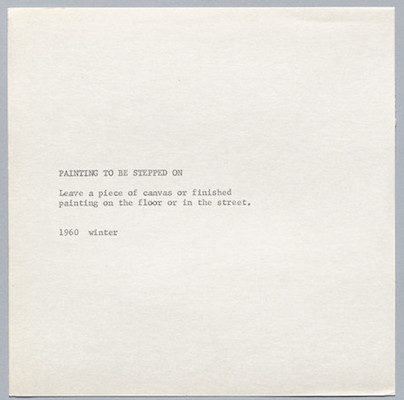 PAINTING TO BE STEPPED ON
Leave a piece of canvas or finished
painting on the floor or in the street.
1960 winter